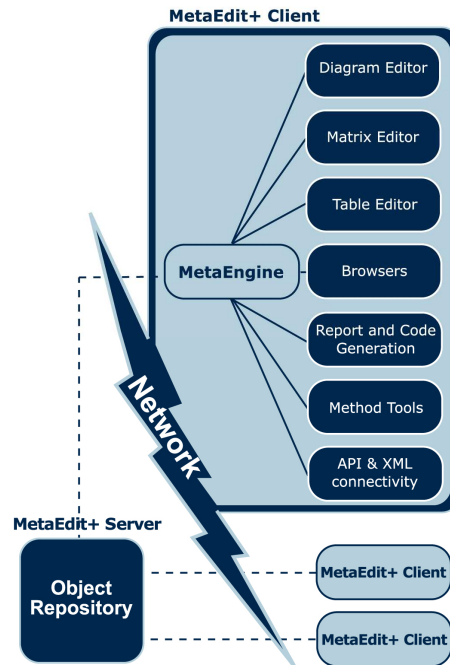 MetaEdit+ Client
Diagram Editor
Matrix Editor
Table Editor
MetaEngine
Browsers
Report and Code
Generation
Method Tools
API & XML
connectivity
Network
MetaEdit+ Server
Object
Repository
MetaEdit+ Client
MetaEdit+ Client